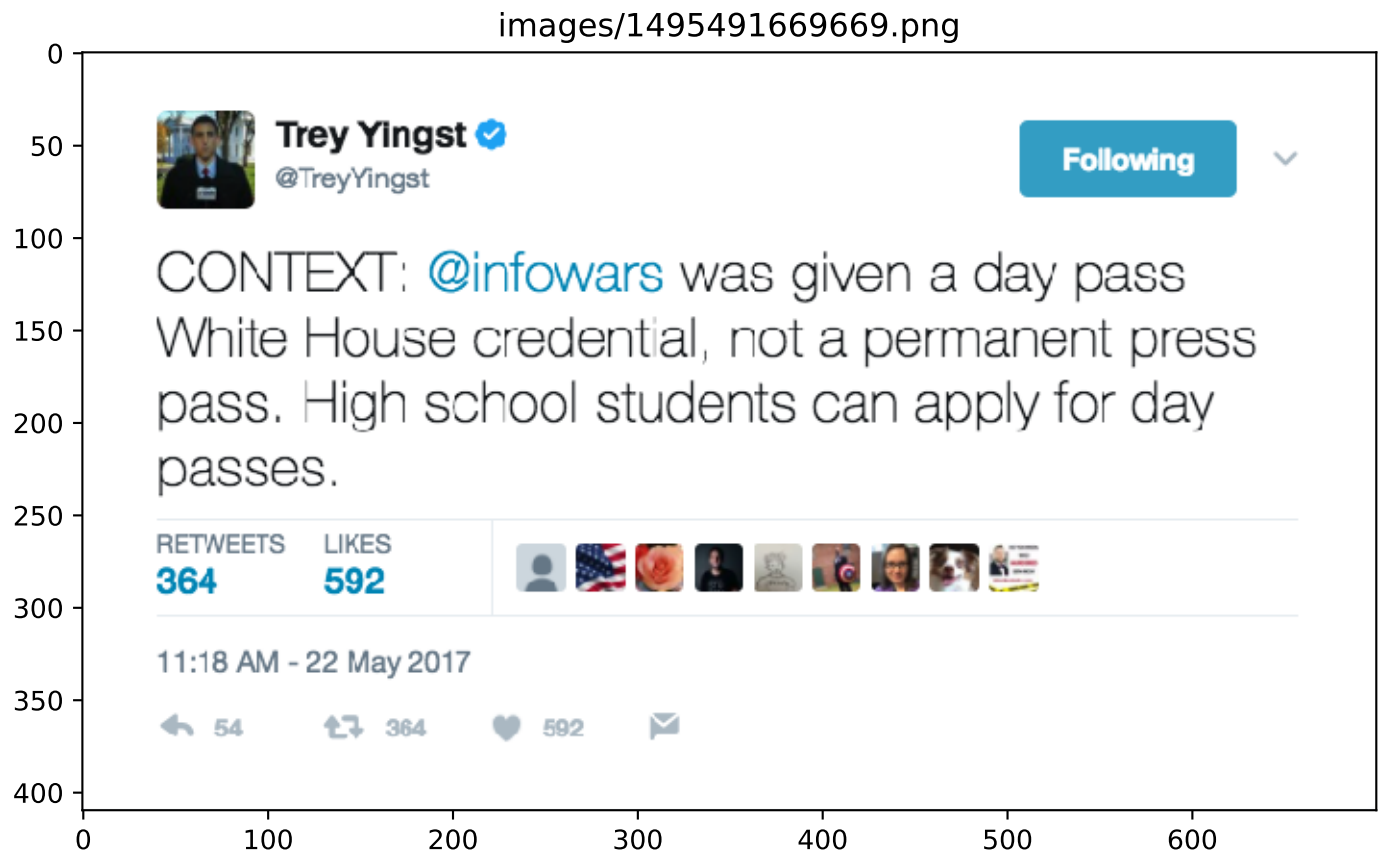 images/1495491669669.png
0
50
100
150
200
250
300
350
400
Trey Yingst
@TreyYingst
Following
CONTEXT: @infowars was given a day pass
White House credential, not a permanent press
pass. High school students can apply for day
passes.
RETWEETS LIKES
364 592
11:18 AM - 22 May 2017
54 364 592
0 100 200 300 400 500 600